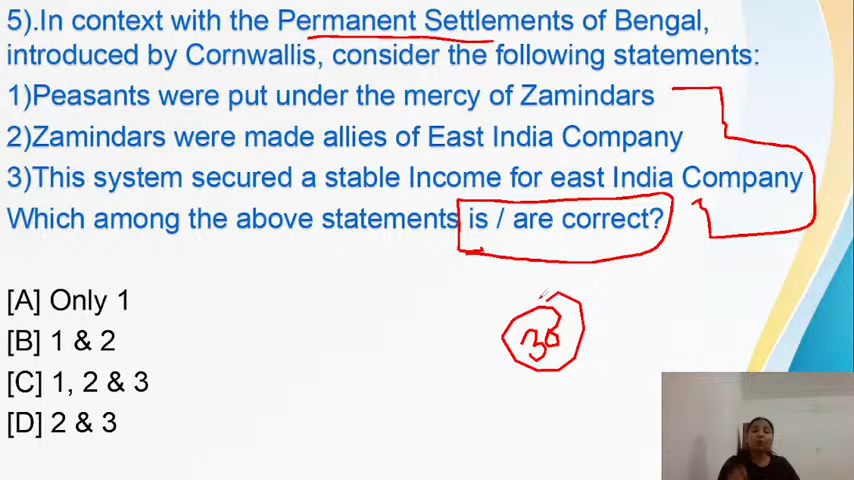 5).In context with the Permanent Settlements of Bengal,
introduced by Cornwallis, consider the following statements:
1)Peasants were put under the mercy of Zamindars
2)Zamindars were made allies of East India Company
3)This system secured a stable Income for east India Company
Which among the above statements is / are correct?
[A] Only 1
[B] 1 & 2
[C] 1, 2 & 3
[D] 2 & 3